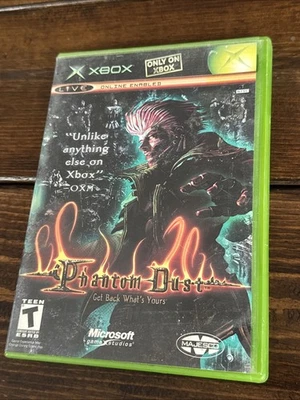 XBOX
ONLY ON
XBOX
LIVE
ONLINE ENABLED
"Unlike
anything
else on
Xbox"
OXM
Phantom Dust
Get Back What's Yours
TEEN
T
ESRB
Microsoft
game studios
MAJESCO